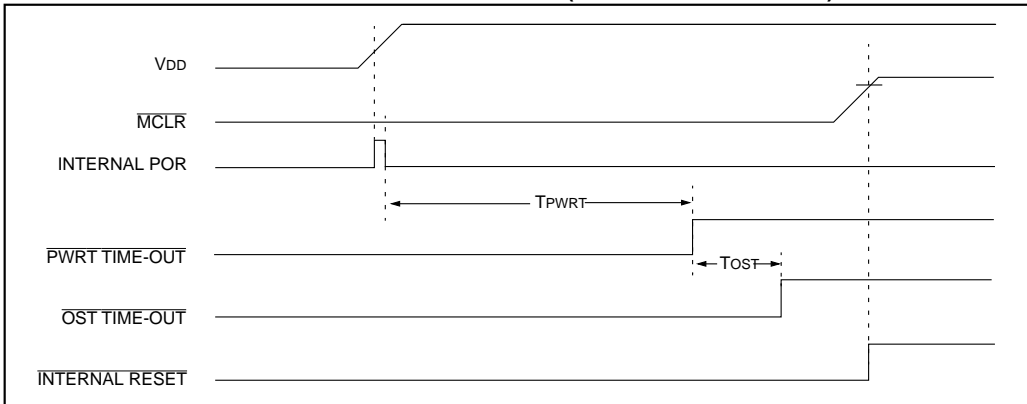 VDD
MCLR
INTERNAL POR
TPWRT
PWRT TIME-OUT
TOST
OST TIME-OUT
INTERNAL RESET